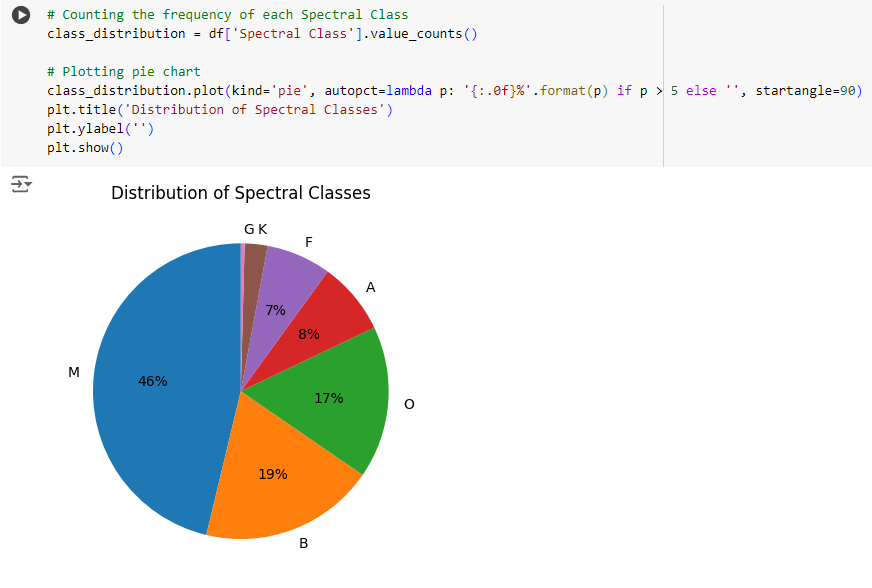 # Counting the frequency of each Spectral Class
class_distribution = df['Spectral Class'].value_counts()
# Plotting pie chart
class_distribution.plot(kind='pie', autopct=lambda p: '{:.0f}%'.format(p) if p > 5 else '', startangle=90)
plt.title('Distribution of Spectral Classes')
plt.ylabel('')
plt.show()
Distribution of Spectral Classes
G K
F
A
7%
8%
M
46%
17%
O
19%
B